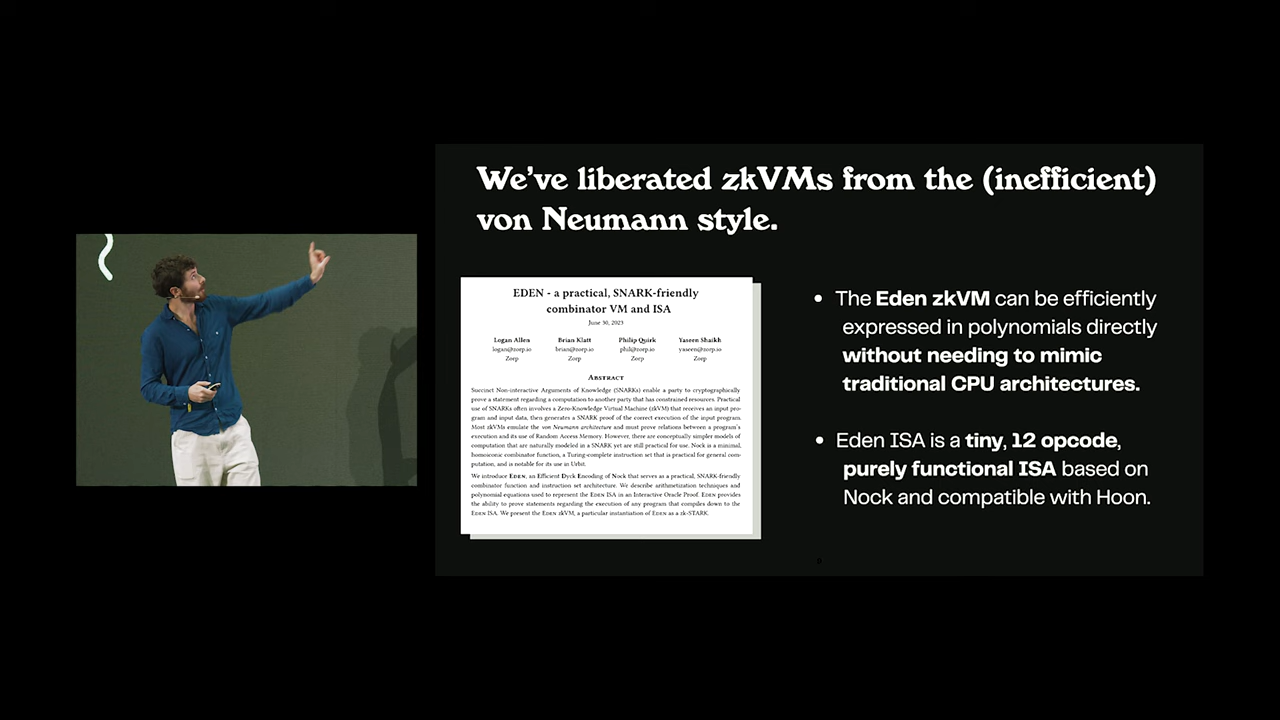 We've liberated zkVMs from the (inefficient)
von Neumann style.
EDEN - a practical, SNARK-friendly
combinator VM and ISA
June 30, 2023
Logan Allen
logan@zorp.io
Zorp
Brian Klatt
brian@zorp.io
Zorp
Philip Quirk
phil@zorp.io
Zorp
Yaseen Shaikh
yaseen@zorp.io
Zorp
Abstract
Succinct Non-interactive Arguments of Knowledge (SNARKs) enable a party to cryptographically
prove a statement regarding a computation to another party that has constrained resources. Practical
use of SNARKs often involves a Zero-Knowledge Virtual Machine (zkVM) that receives an input pro-
gram and input data, then generates a SNARK proof of the correct execution of the input program.
Most zkVMs emulate the von Neumann architecture and must prove relations between a program's
execution and its use of Random Access Memory. However, there are conceptually simpler models of
computation that are naturally modeled in a SNARK yet are still practical for use. Nock is a minimal,
homoiconic combinator function, a Turing-complete instruction set that is practical for general com-
putation, and is notable for its use in Urbit.
We introduce Eden, an Efficient Dyck Encoding of Nock that serves as a practical, SNARK-friendly
combinator function and instruction set architecture. We describe arithmetization techniques and
polynomial equations used to represent the Eden ISA in an Interactive Oracle Proof. Eden provides
the ability to prove statements regarding the execution of any program that compiles down to the
Eden ISA. We present the Eden zkVM, a particular instantiation of Eden as a zk-STARK.
• The Eden zkVM can be efficiently
expressed in polynomials directly
without needing to mimic
traditional CPU architectures.
• Eden ISA is a tiny, 12 opcode,
purely functional ISA based on
Nock and compatible with Hoon.